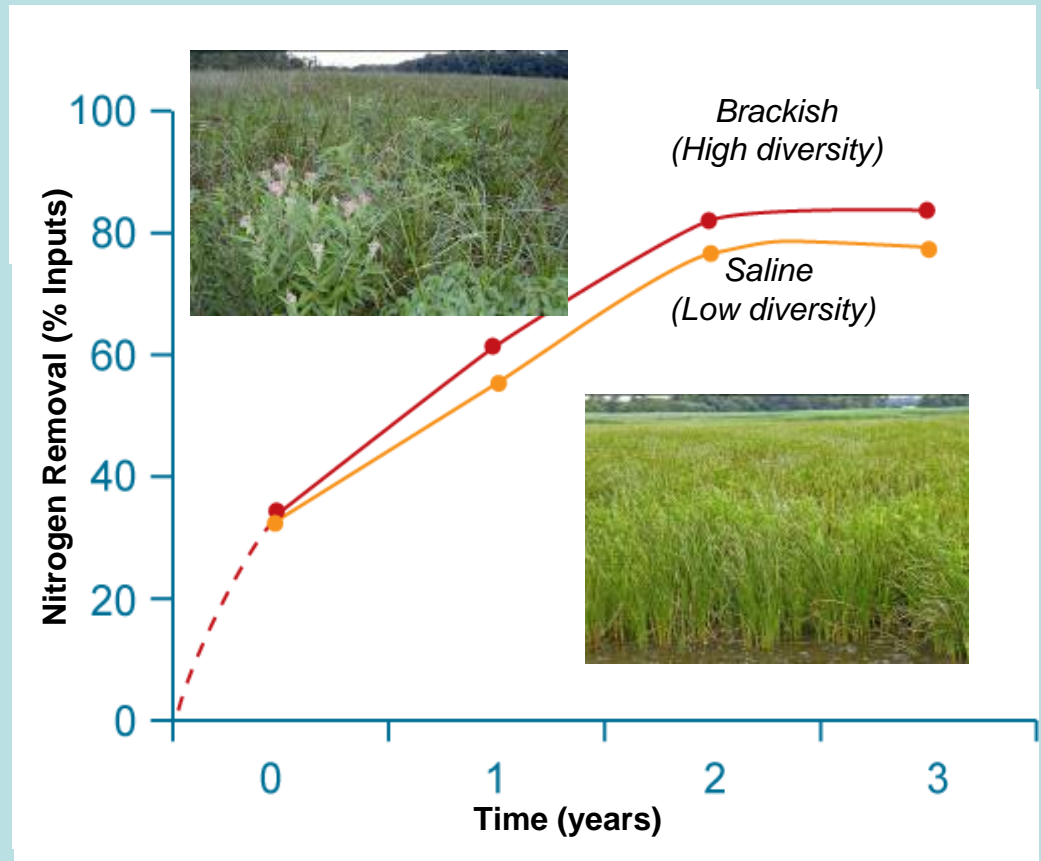 100
80
60
40
20
0
Nitrogen Removal (% Inputs)
Brackish
(High diversity)
Saline
(Low diversity)
0 1 2 3
Time (years)